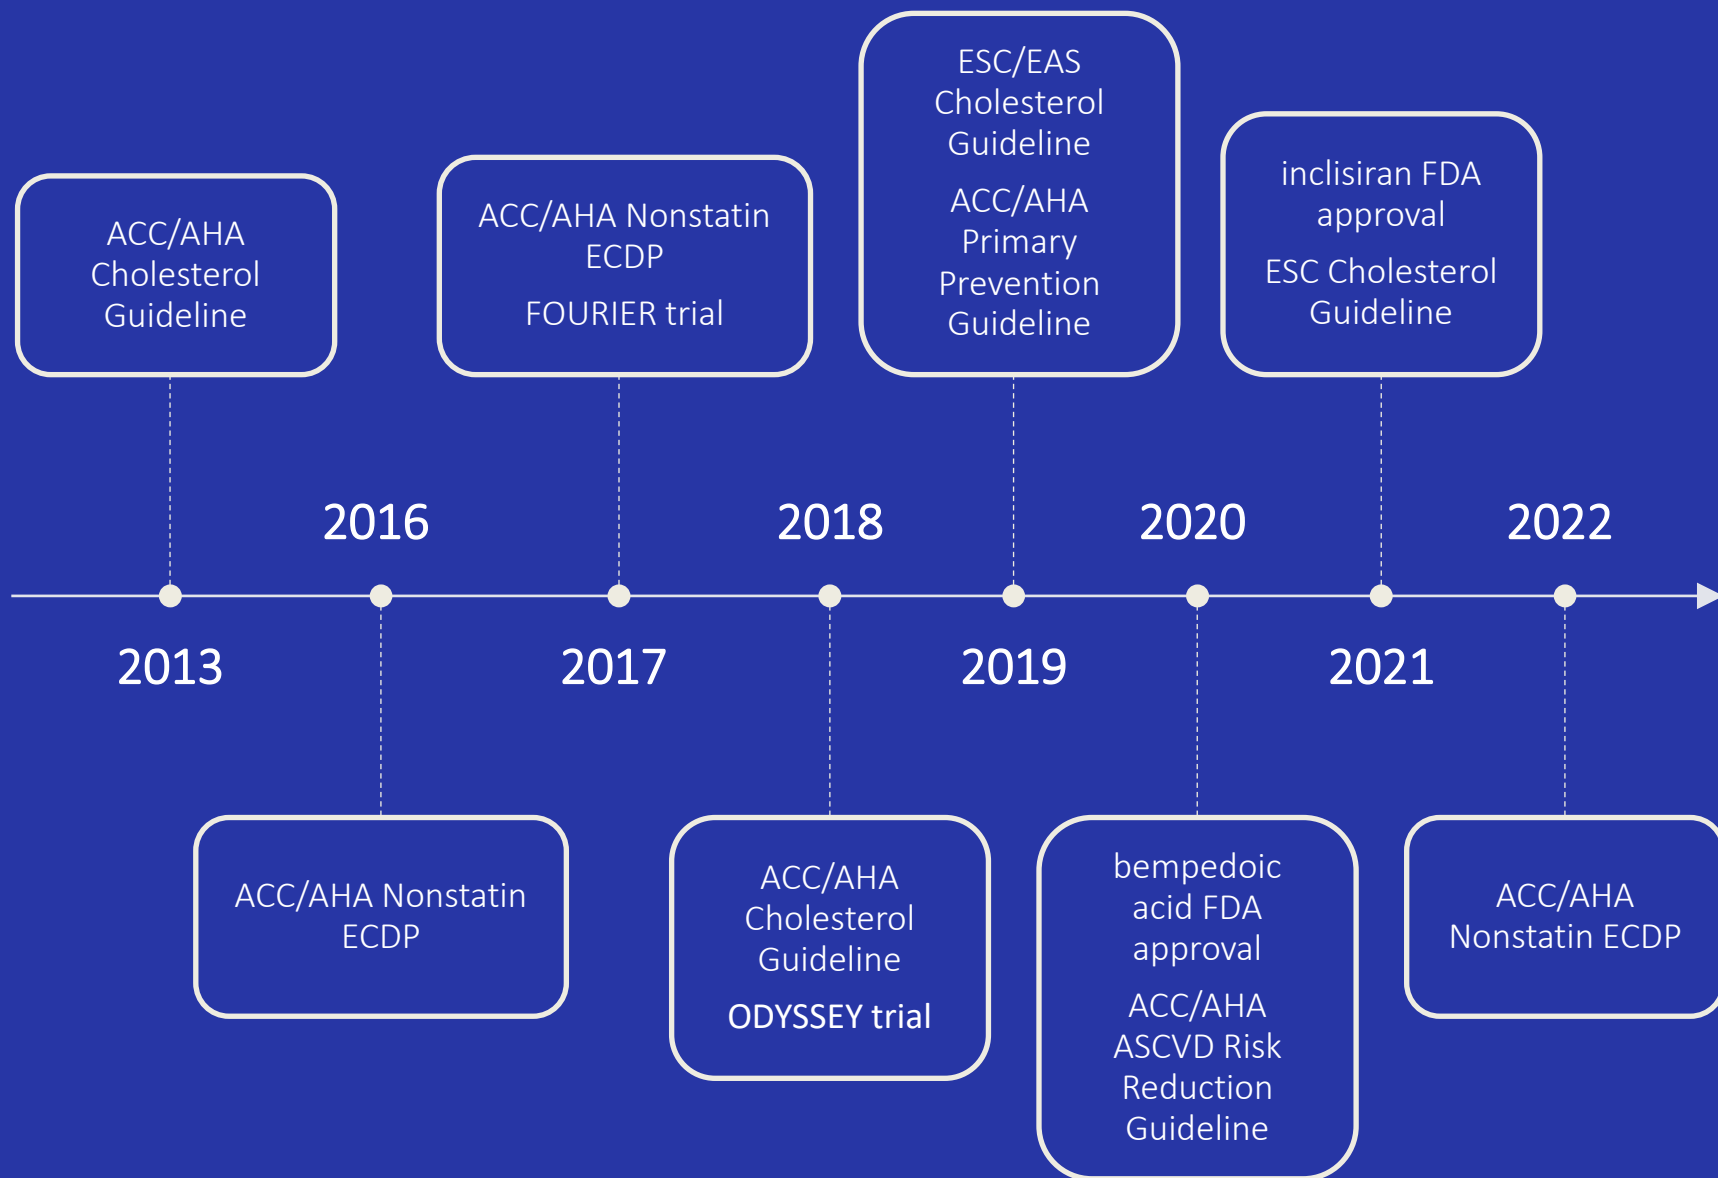 ACC/AHA
Cholesterol
Guideline
ACC/AHA Nonstatin
ECDP
FOURIER trial
ESC/EAS
Cholesterol
Guideline
ACC/AHA
Primary
Prevention
Guideline
inclisiran FDA
approval
ESC Cholesterol
Guideline
2016
2018
2020
2022
2013
2017
2019
2021
ACC/AHA Nonstatin
ECDP
ACC/AHA
Cholesterol
Guideline
ODYSSEY trial
bempedoic
acid FDA
approval
ACC/AHA
ASCVD Risk
Reduction
Guideline
ACC/AHA
Nonstatin ECDP